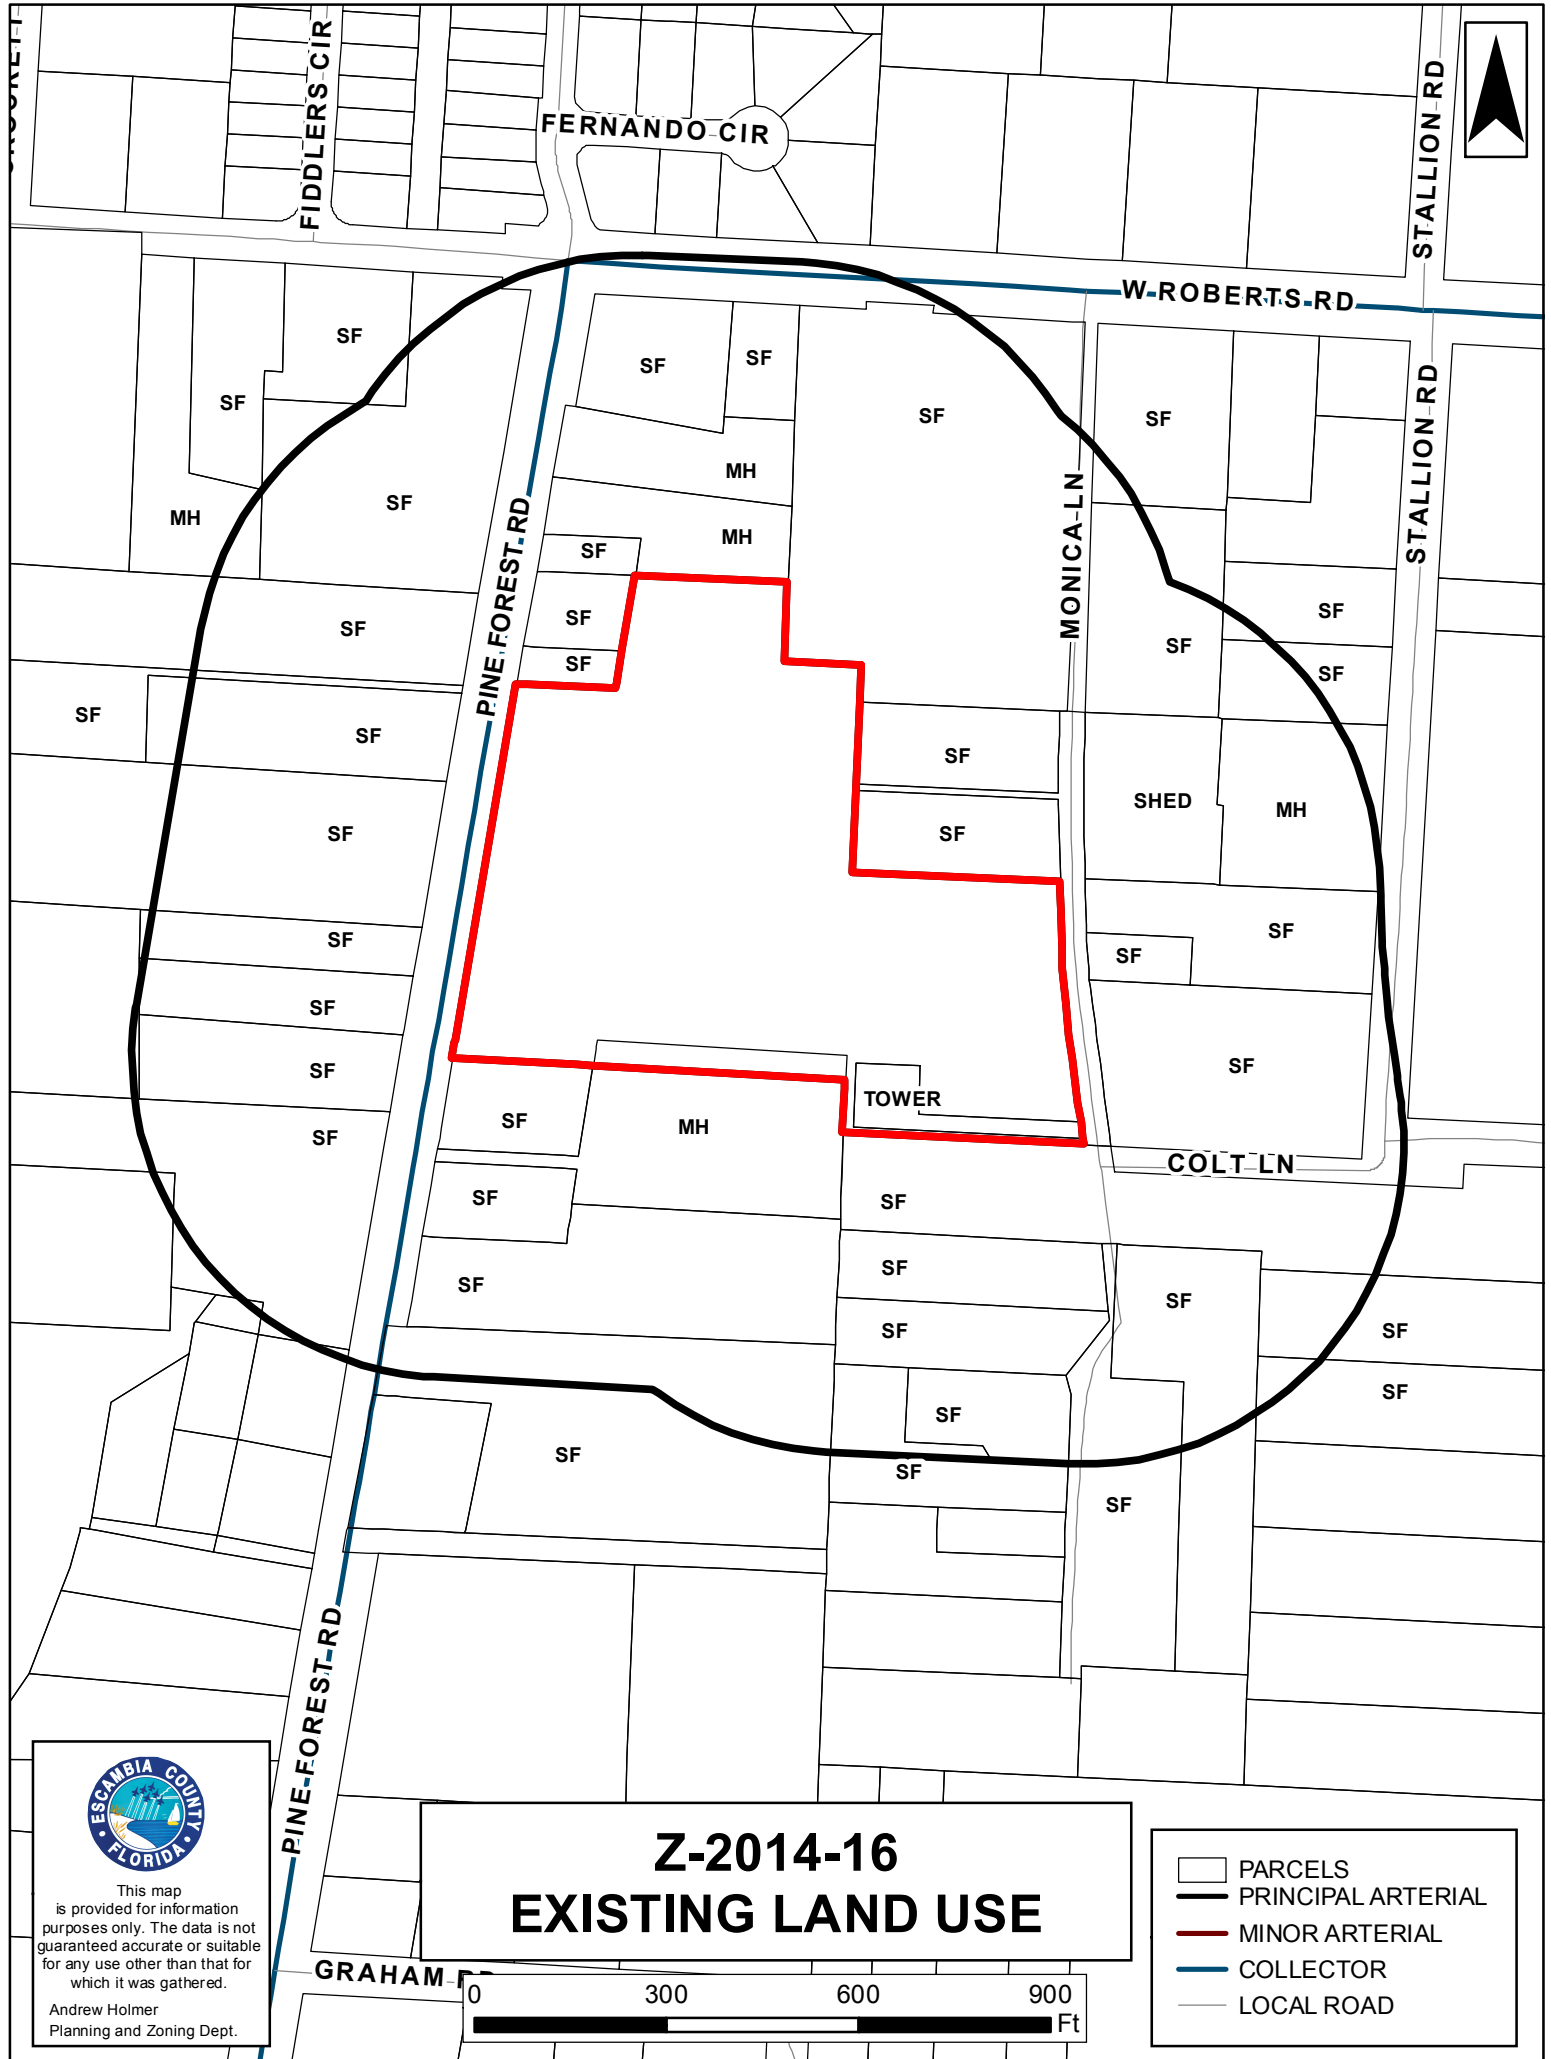 FIDDLERS CIR
FERNANDO CIR
STALLION RD
W ROBERTS RD
SF
SF
SF
SF
SF
SF
SF
STALLION RD
MH
SF
MH
PINE FOREST RD
MH
SF
MONICA LN
SF
SF
SF
SF
SF
SF
SF
SF
SF
SF
SHED
MH
SF
SF
SF
SF
SF
SF
SF
SF
TOWER
SF
MH
SF
COLT LN
SF
SF
SF
SF
SF
SF
SF
SF
SF
SF
SF
SF
PINE FOREST RD
ESCAMBIA COUNTY
FLORIDA
This map
is provided for information
purposes only. The data is not
guaranteed accurate or suitable
for any use other than that for
which it was gathered.
Andrew Holmer
Planning and Zoning Dept.
Z-2014-16
EXISTING LAND USE
PARCELS
PRINCIPAL ARTERIAL
MINOR ARTERIAL
COLLECTOR
LOCAL ROAD
GRAHAM
0 300 600 900
Ft